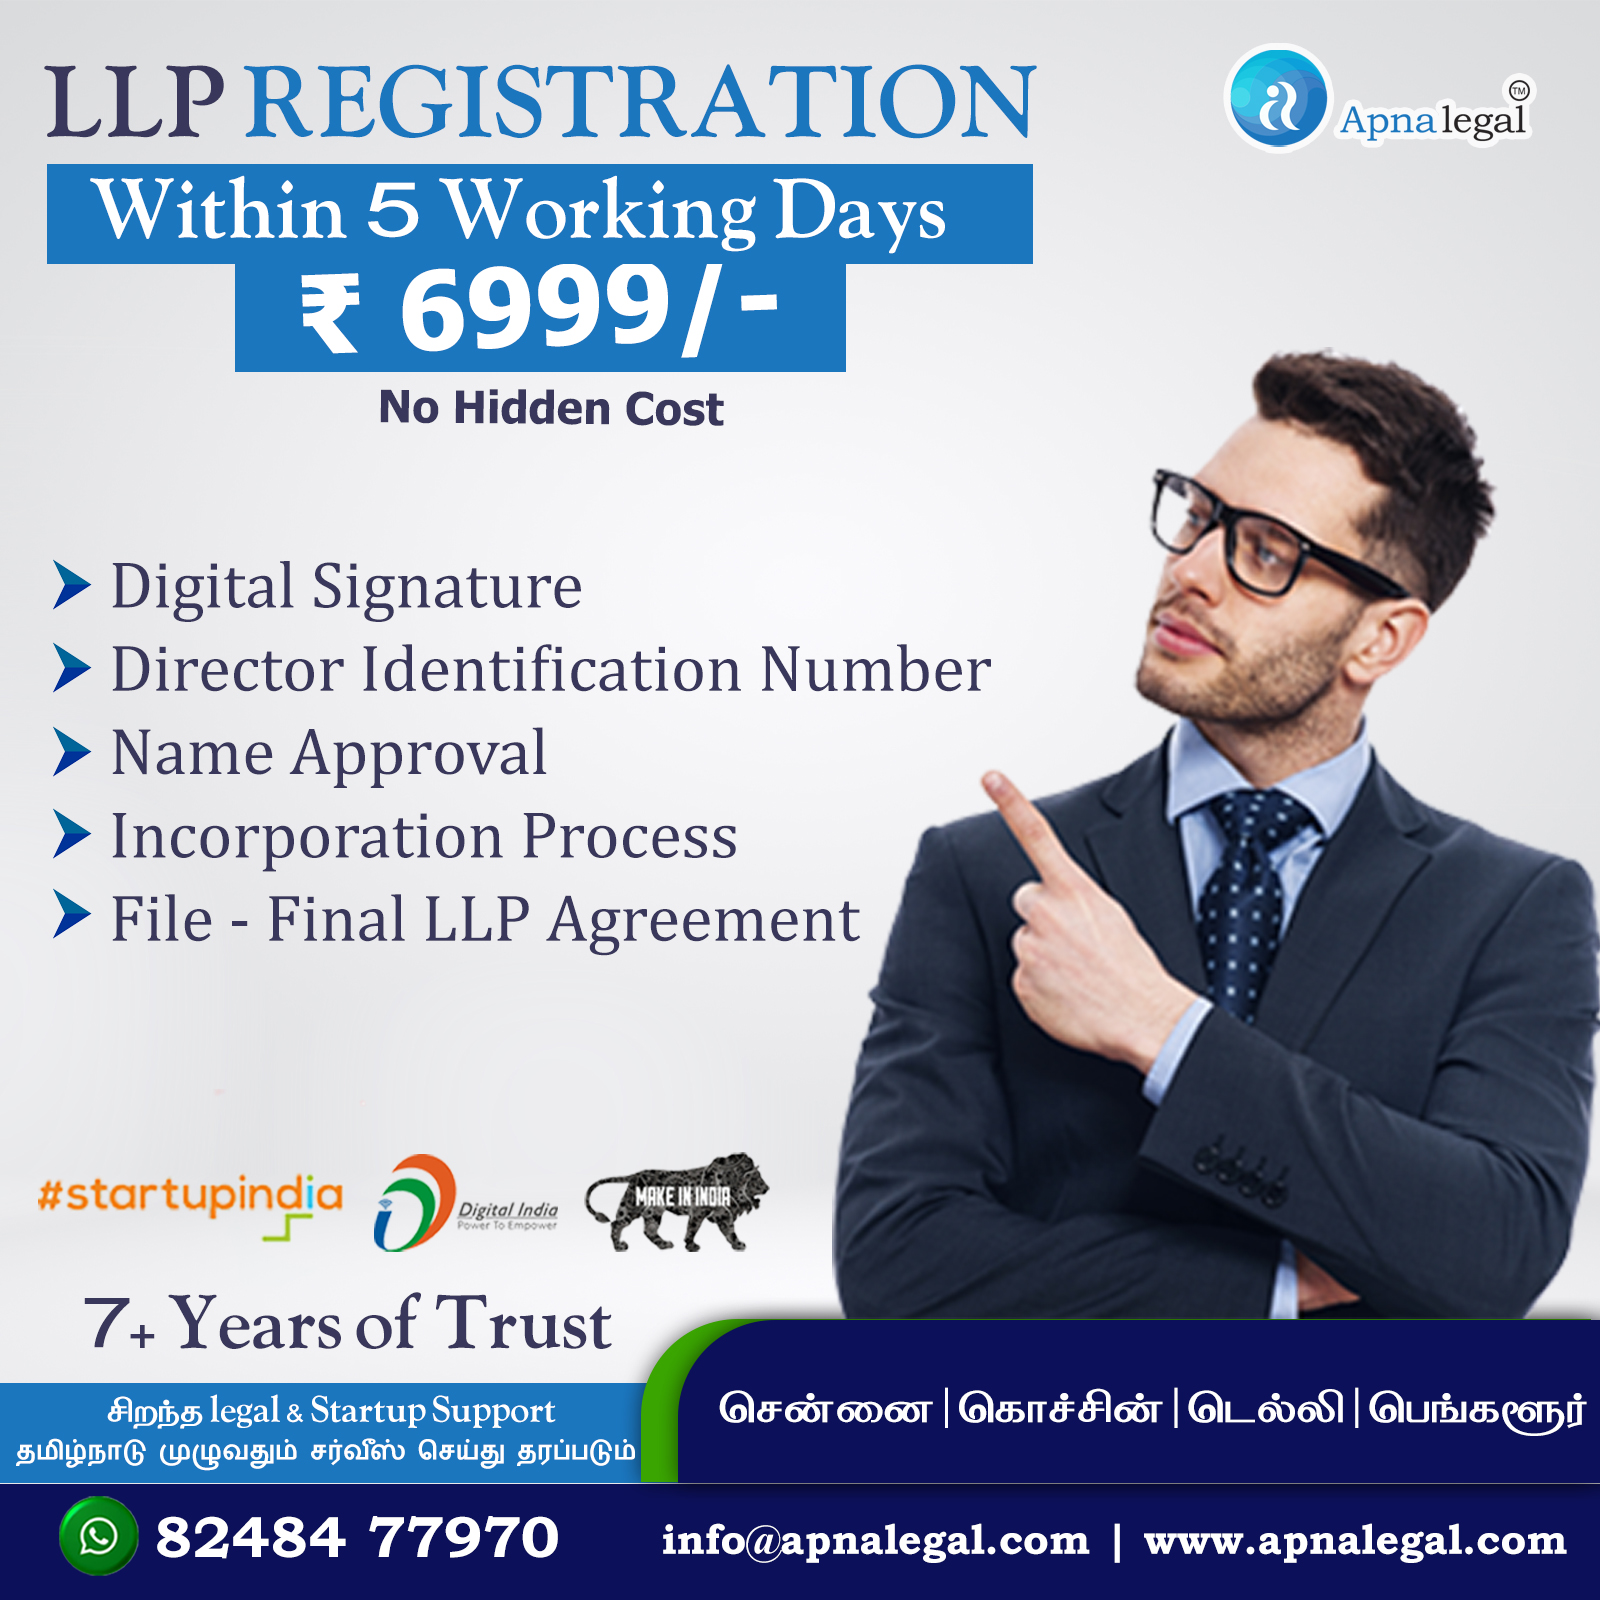 LLP REGISTRATION
Apnalegal TM
Within 5 Working Days
₹ 6999/-
No Hidden Cost
Digital Signature
Director Identification Number
Name Approval
Incorporation Process
File - Final LLP Agreement
#startupindia
Digital India
Power To Empower
MAKE IN INDIA
7+ Years of Trust
சிறந்த legal & Startup Support
தமிழ்நாடு முழுவதும் சர்வீஸ் செய்து தரப்படும்
சென்னை | கொச்சின் | டெல்லி | பெங்களூர்
82484 77970
info@apnalegal.com | www.apnalegal.com